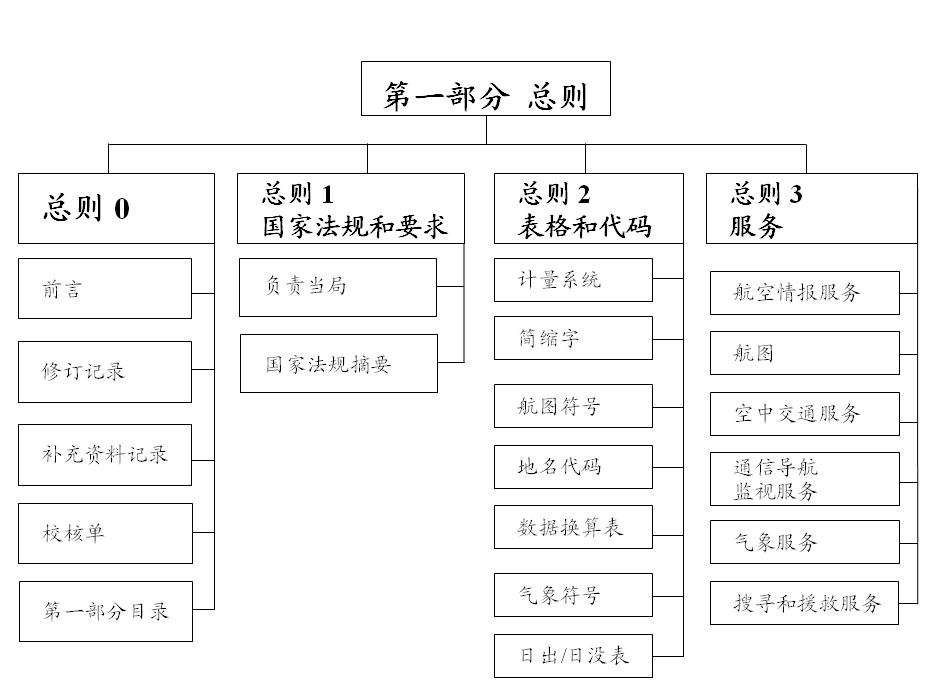 第一部分 总则
总则 0
前言
修订记录
补充资料记录
校核单
第一部分目录
总则 1
国家法规和要求
负责当局
国家法规摘要
总则 2
表格和代码
计量系统
简缩字
航图符号
地名代码
数据换算表
气象符号
日出/日没表
总则 3
服务
航空情报服务
航图
空中交通服务
通信导航
监视服务
气象服务
搜寻和援救服务